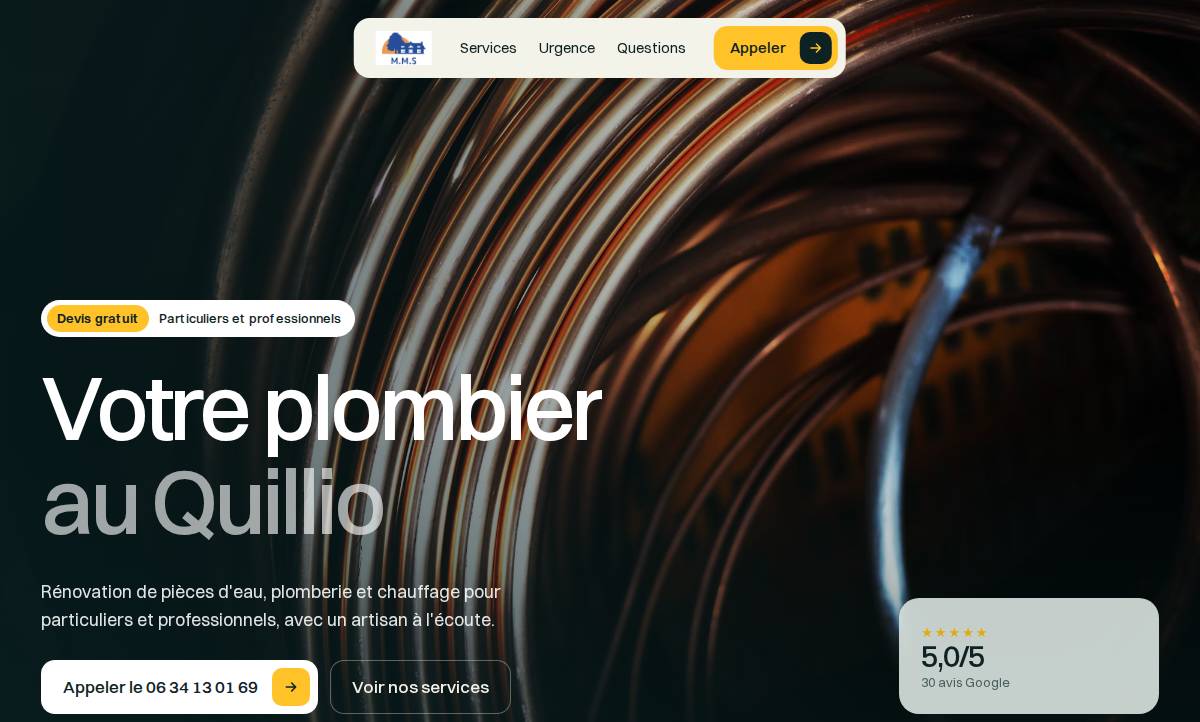 M.M.S
Services
Urgence
Questions
Appeler
Devis gratuit
Particuliers et professionnels
Votre plombier
au Quillio
Rénovation de pièces d'eau, plomberie et chauffage pour
particuliers et professionnels, avec un artisan à l'écoute.
Appeler le 06 34 13 01 69
Voir nos services
5,0/5
30 avis Google